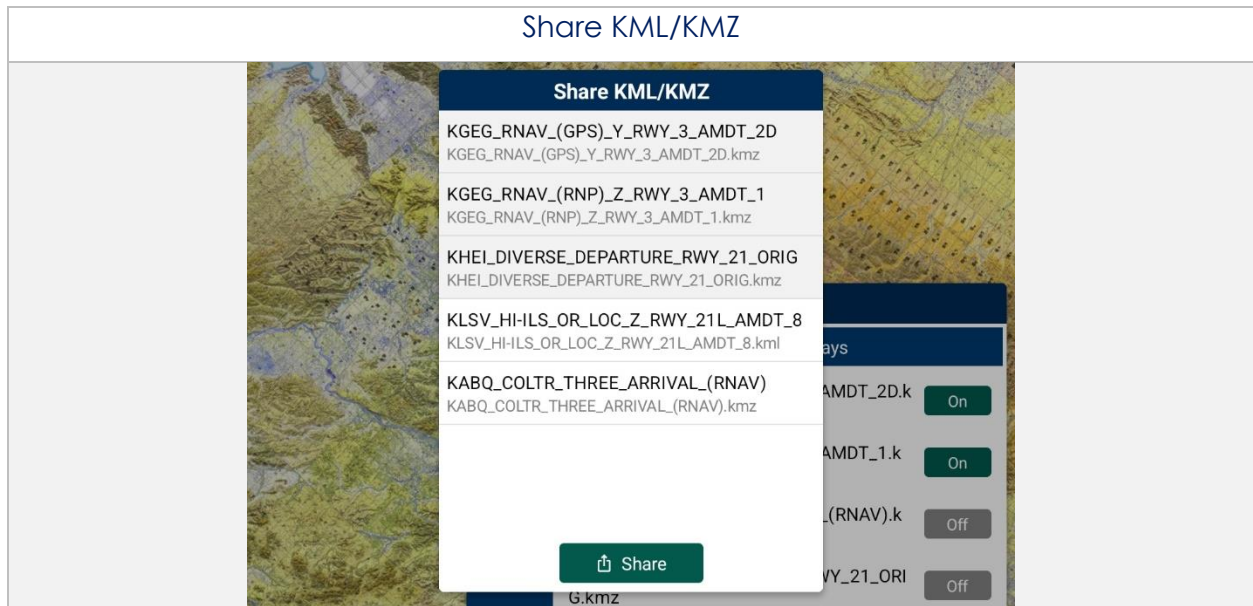 Share KML/KMZ
Share KML/KMZ
KGEG_RNAV_(GPS)_Y_RWY_3_AMDT_2D
KGEG_RNAV_(GPS)_Y_RWY_3_AMDT_2D.kmz
KGEG_RNAV_(RNP)_Z_RWY_3_AMDT_1
KGEG_RNAV_(RNP)_Z_RWY_3_AMDT_1.kmz
KHEI_DIVERSE_DEPARTURE_RWY_21_ORIG
KHEI_DIVERSE_DEPARTURE_RWY_21_ORIG.kmz
KLSV_HI-ILS_OR_LOC_Z_RWY_21L_AMDT_8
KLSV_HI-ILS_OR_LOC_Z_RWY_21L_AMDT_8.kml
KABQ_COLTR_THREE_ARRIVAL_(RNAV)
KABQ_COLTR_THREE_ARRIVAL_(RNAV).kmz
Share
ays
AMDT_2D.k
On
AMDT_1.k
On
_(RNAV).k
Off
WY_21_ORI
G.kmz
Off